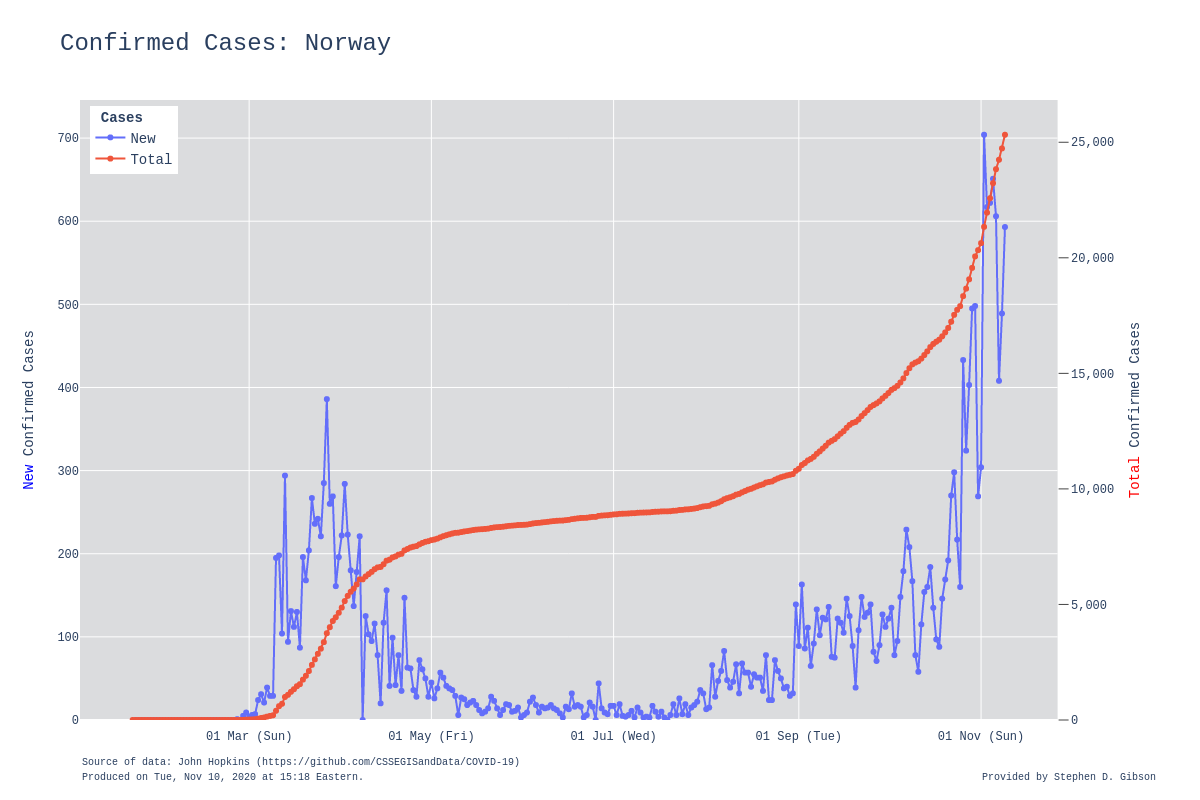 Confirmed Cases: Norway
Cases
New
Total
700
600
500
400
300
200
100
0
25,000
20,000
15,000
10,000
5,000
0
New Confirmed Cases
Total Confirmed Cases
01 Mar (Sun)
01 May (Fri)
01 Jul (Wed)
01 Sep (Tue)
01 Nov (Sun)
Source of data: John Hopkins (https://github.com/CSSEGISandData/COVID-19)
Produced on Tue, Nov 10, 2020 at 15:18 Eastern.
Provided by Stephen D. Gibson